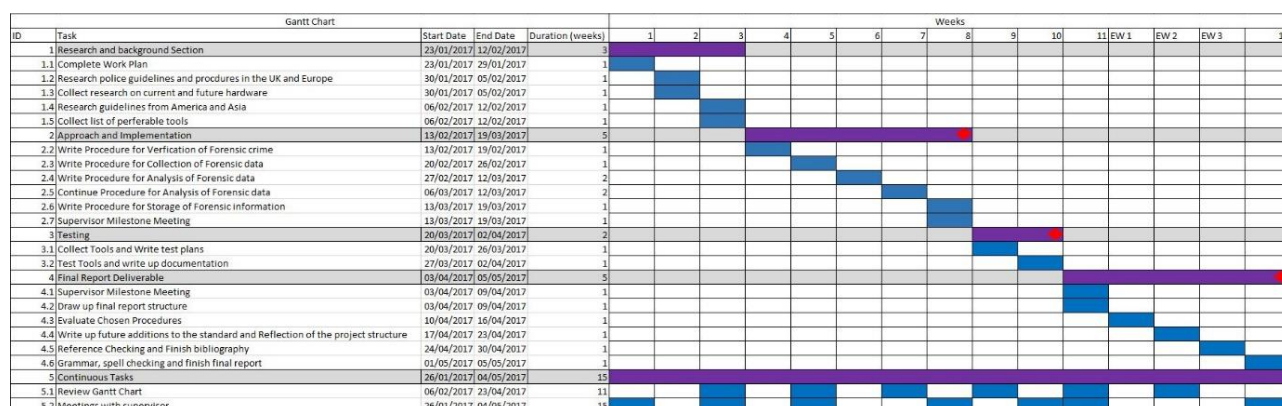 Gantt Chart Weeks
ID Task Start Date End Date Duration (weeks) 1 2 3 4 5 6 7 8 9 10 11 EW 1 EW 2 EW 3
1 Research and background Section 23/01/2017 12/02/2017 3
1.1 Complete Work Plan 23/01/2017 29/01/2017 1
1.2 Research police guidelines and procdures in the UK and Europe 30/01/2017 05/02/2017 1
1.3 Collect research on current and future hardware 30/01/2017 05/02/2017 1
1.4 Research guidelines from America and Asia 06/02/2017 12/02/2017 1
1.5 Collect list of perferable tools 06/02/2017 12/02/2017 1
2 Approach and Implementation 13/02/2017 19/03/2017 5
2.2 Write Procedure for Verfication of Forensic crime 13/02/2017 19/02/2017 1
2.3 Write Procedure for Collection of Forensic data 20/02/2017 26/02/2017 1
2.4 Write Procedure for Analysis of Forensic data 27/02/2017 12/03/2017 2
2.5 Continue Procedure for Analysis of Forensic data 06/03/2017 12/03/2017 2
2.6 Write Procedure for Storage of Forensic information 13/03/2017 19/03/2017 1
2.7 Supervisor Milestone Meeting 13/03/2017 19/03/2017 1
3 Testing 20/03/2017 02/04/2017 2
3.1 Collect Tools and Write test plans 20/03/2017 26/03/2017 1
3.2 Test Tools and write up documentation 27/03/2017 02/04/2017 1
4 Final Report Deliverable 03/04/2017 05/05/2017 5
4.1 Supervisor Milestone Meeting 03/04/2017 09/04/2017 1
4.2 Draw up final report structure 03/04/2017 09/04/2017 1
4.3 Evaluate Chosen Procedures 10/04/2017 16/04/2017 1
4.4 Write up future additions to the standard and Reflection of the project structure 17/04/2017 23/04/2017 1
4.5 Reference Checking and Finish bibliography 24/04/2017 30/04/2017 1
4.6 Grammar, spell checking and finish final report 01/05/2017 05/05/2017 1
5 Continuous Tasks 26/01/2017 04/05/2017 15
5.1 Review Gantt Chart 06/02/2017 23/04/2017 11
5.2 Meetings with supervisor 26/01/2017 04/05/2017 15